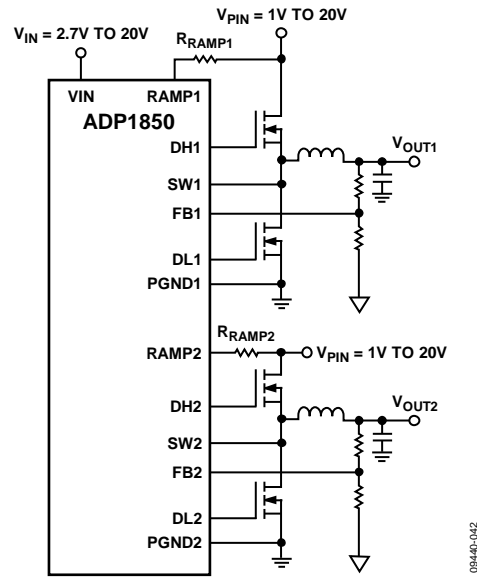 V_PIN = 1V TO 20V
V_IN = 2.7V TO 20V
R_RAMP1
VIN RAMP1
ADP1850
DH1
V_OUT1
SW1
FB1
DL1
PGND1
R_RAMP2
RAMP2
V_PIN = 1V TO 20V
DH2
V_OUT2
SW2
FB2
DL2
PGND2
09440-042